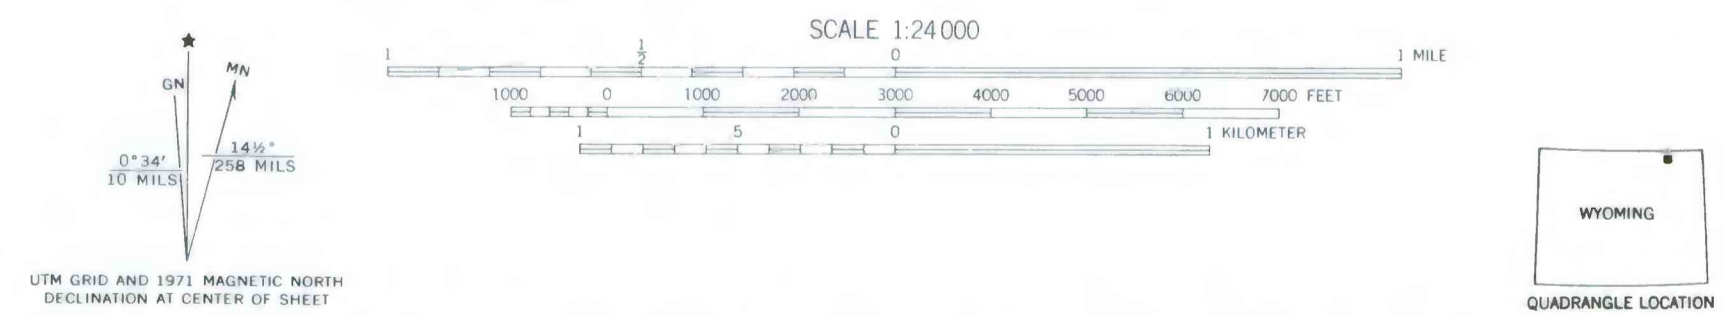 ★
GN
MN
0°34'
10 MILS
14½°
258 MILS
UTM GRID AND 1971 MAGNETIC NORTH
DECLINATION AT CENTER OF SHEET
SCALE 1:24 000
1 ½ 0 1 MILE
1000 0 1000 2000 3000 4000 5000 6000 7000 FEET
1 5 0 1 KILOMETER
WYOMING
QUADRANGLE LOCATION